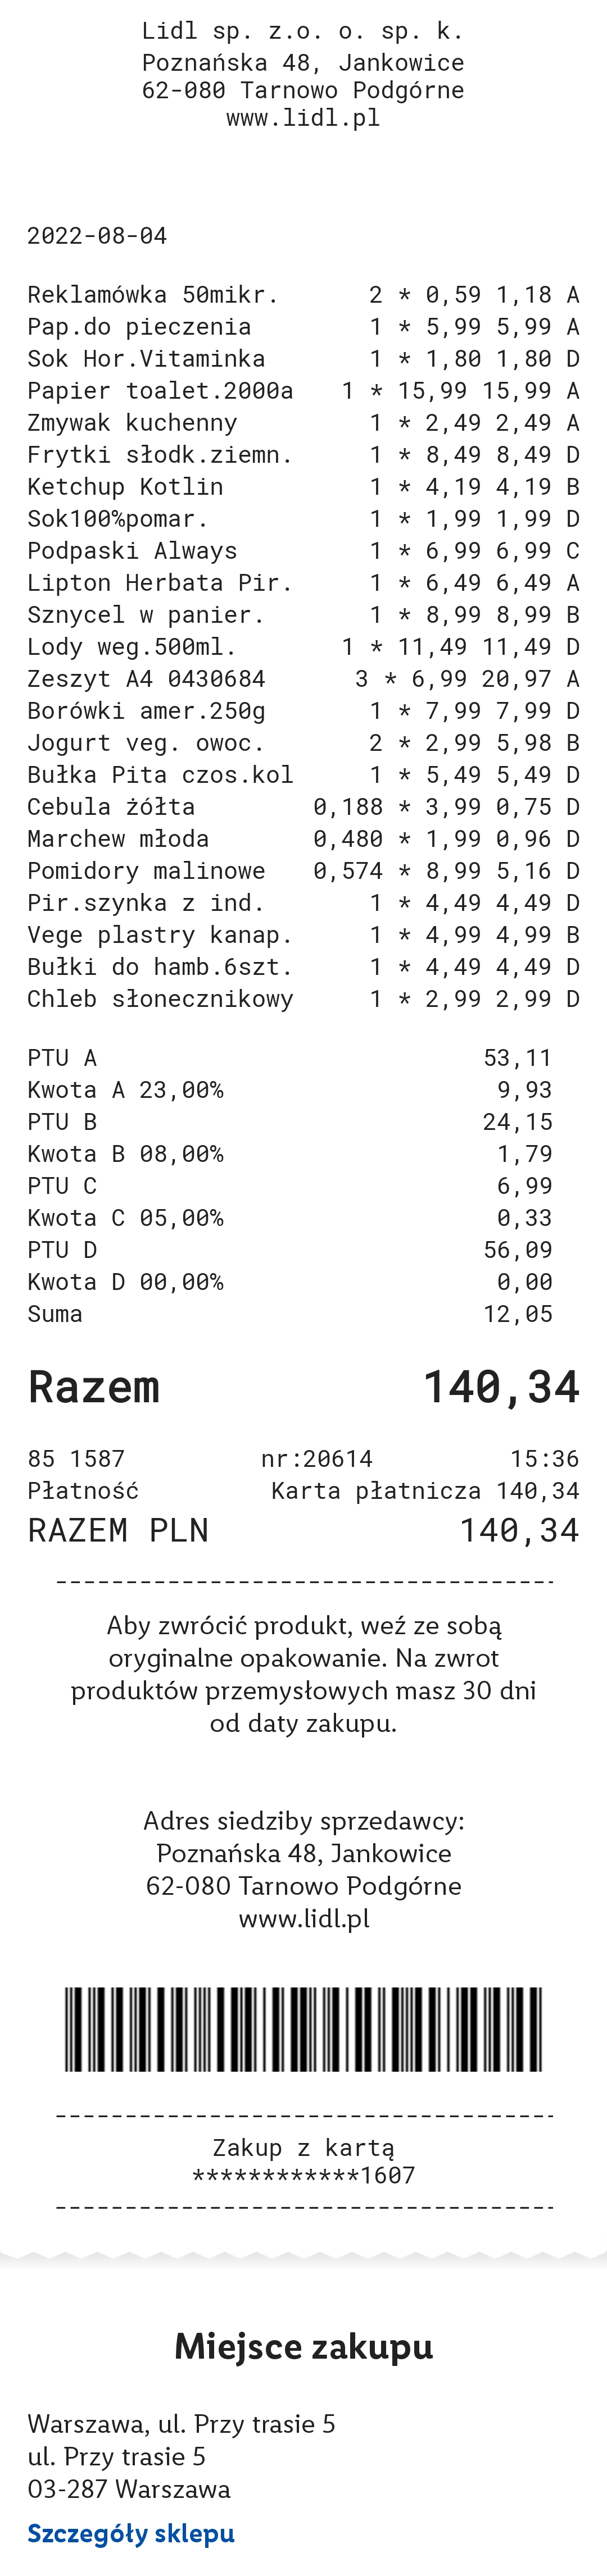 Lidl sp. z.o. o. sp. k.
Poznańska 48, Jankowice
62-080 Tarnowo Podgórne
www.lidl.pl
2022-08-04
Reklamówka 50mikr. 2 * 0,59 1,18 A
Pap.do pieczenia 1 * 5,99 5,99 A
Sok Hor.Vitaminka 1 * 1,80 1,80 D
Papier toalet.2000a 1 * 15,99 15,99 A
Zmywak kuchenny 1 * 2,49 2,49 A
Frytki słodk.ziemn. 1 * 8,49 8,49 D
Ketchup Kotlin 1 * 4,19 4,19 B
Sok100%pomar. 1 * 1,99 1,99 D
Podpaski Always 1 * 6,99 6,99 C
Lipton Herbata Pir. 1 * 6,49 6,49 A
Sznycel w panier. 1 * 8,99 8,99 B
Lody weg.500ml. 1 * 11,49 11,49 D
Zeszyt A4 0430684 3 * 6,99 20,97 A
Borówki amer.250g 1 * 7,99 7,99 D
Jogurt veg. owoc. 2 * 2,99 5,98 B
Bułka Pita czos.kol 1 * 5,49 5,49 D
Cebula żółta 0,188 * 3,99 0,75 D
Marchew młoda 0,480 * 1,99 0,96 D
Pomidory malinowe 0,574 * 8,99 5,16 D
Pir.szynka z ind. 1 * 4,49 4,49 D
Vege plastry kanap. 1 * 4,99 4,99 B
Bułki do hamb.6szt. 1 * 4,49 4,49 D
Chleb słonecznikowy 1 * 2,99 2,99 D
PTU A 53,11
Kwota A 23,00% 9,93
PTU B 24,15
Kwota B 08,00% 1,79
PTU C 6,99
Kwota C 05,00% 0,33
PTU D 56,09
Kwota D 00,00% 0,00
Suma 12,05
Razem 140,34
85 1587 nr:20614 15:36
Płatność Karta płatnicza 140,34
RAZEM PLN 140,34
Aby zwrócić produkt, weź ze sobą
oryginalne opakowanie. Na zwrot
produktów przemysłowych masz 30 dni
od daty zakupu.
Adres siedziby sprzedawcy:
Poznańska 48, Jankowice
62-080 Tarnowo Podgórne
www.lidl.pl
Zakup z kartą
************1607
Miejsce zakupu
Warszawa, ul. Przy trasie 5
ul. Przy trasie 5
03-287 Warszawa
Szczegóły sklepu